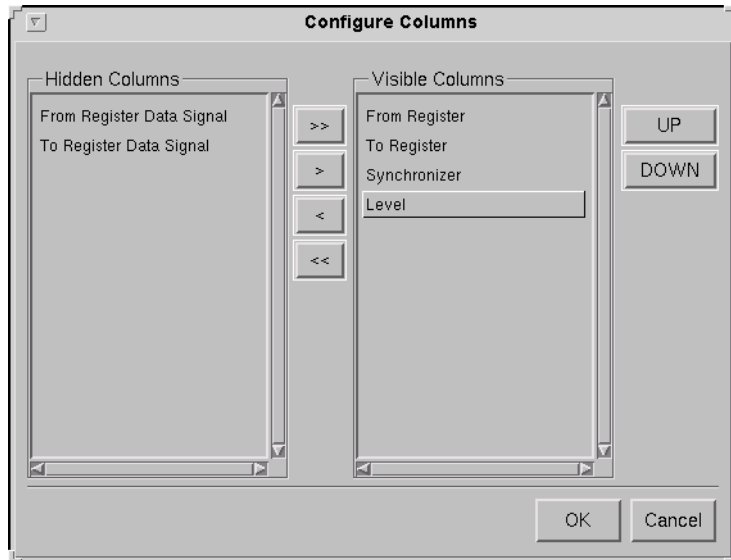 Configure Columns
Hidden Columns
From Register Data Signal
To Register Data Signal
>>
>
<
<<
Visible Columns
From Register
To Register
Synchronizer
Level
UP
DOWN
OK
Cancel